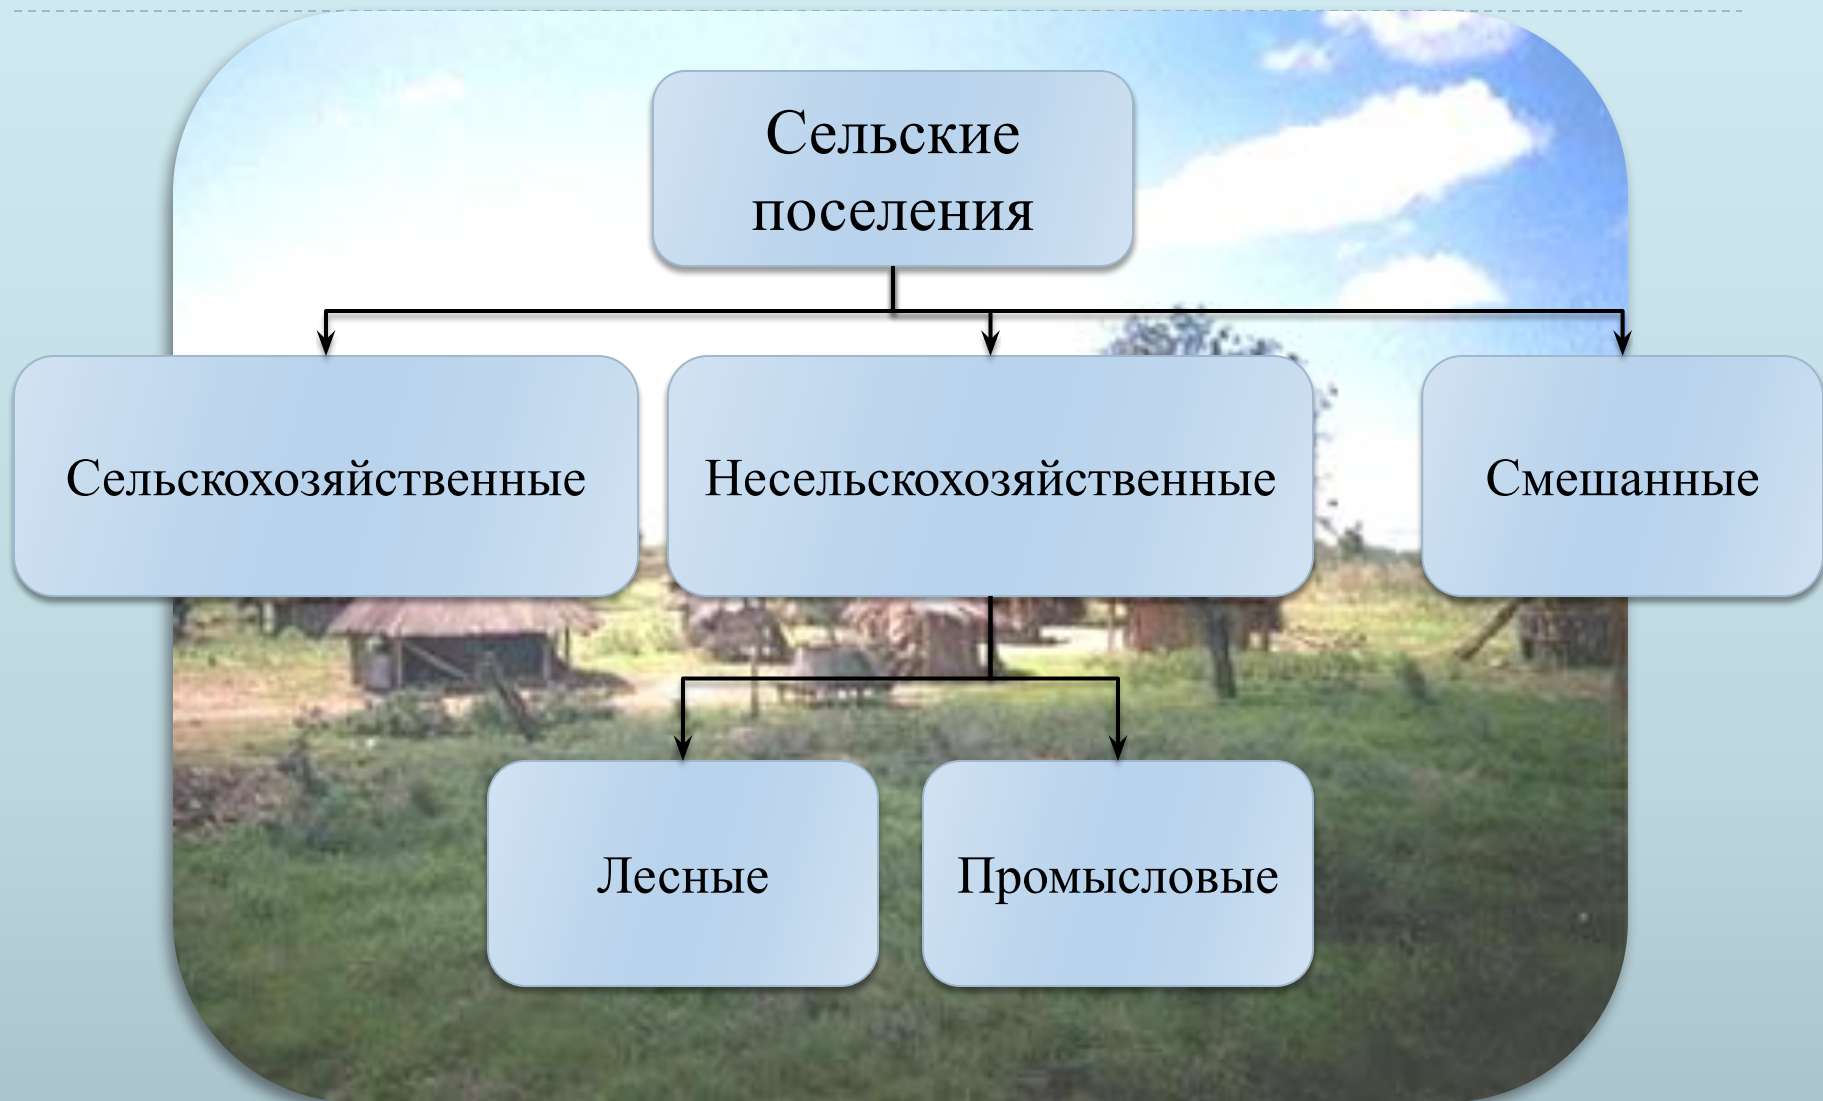 Сельские
поселения
Сельскохозяйственные
Несельскохозяйственные
Смешанные
Лесные
Промысловые